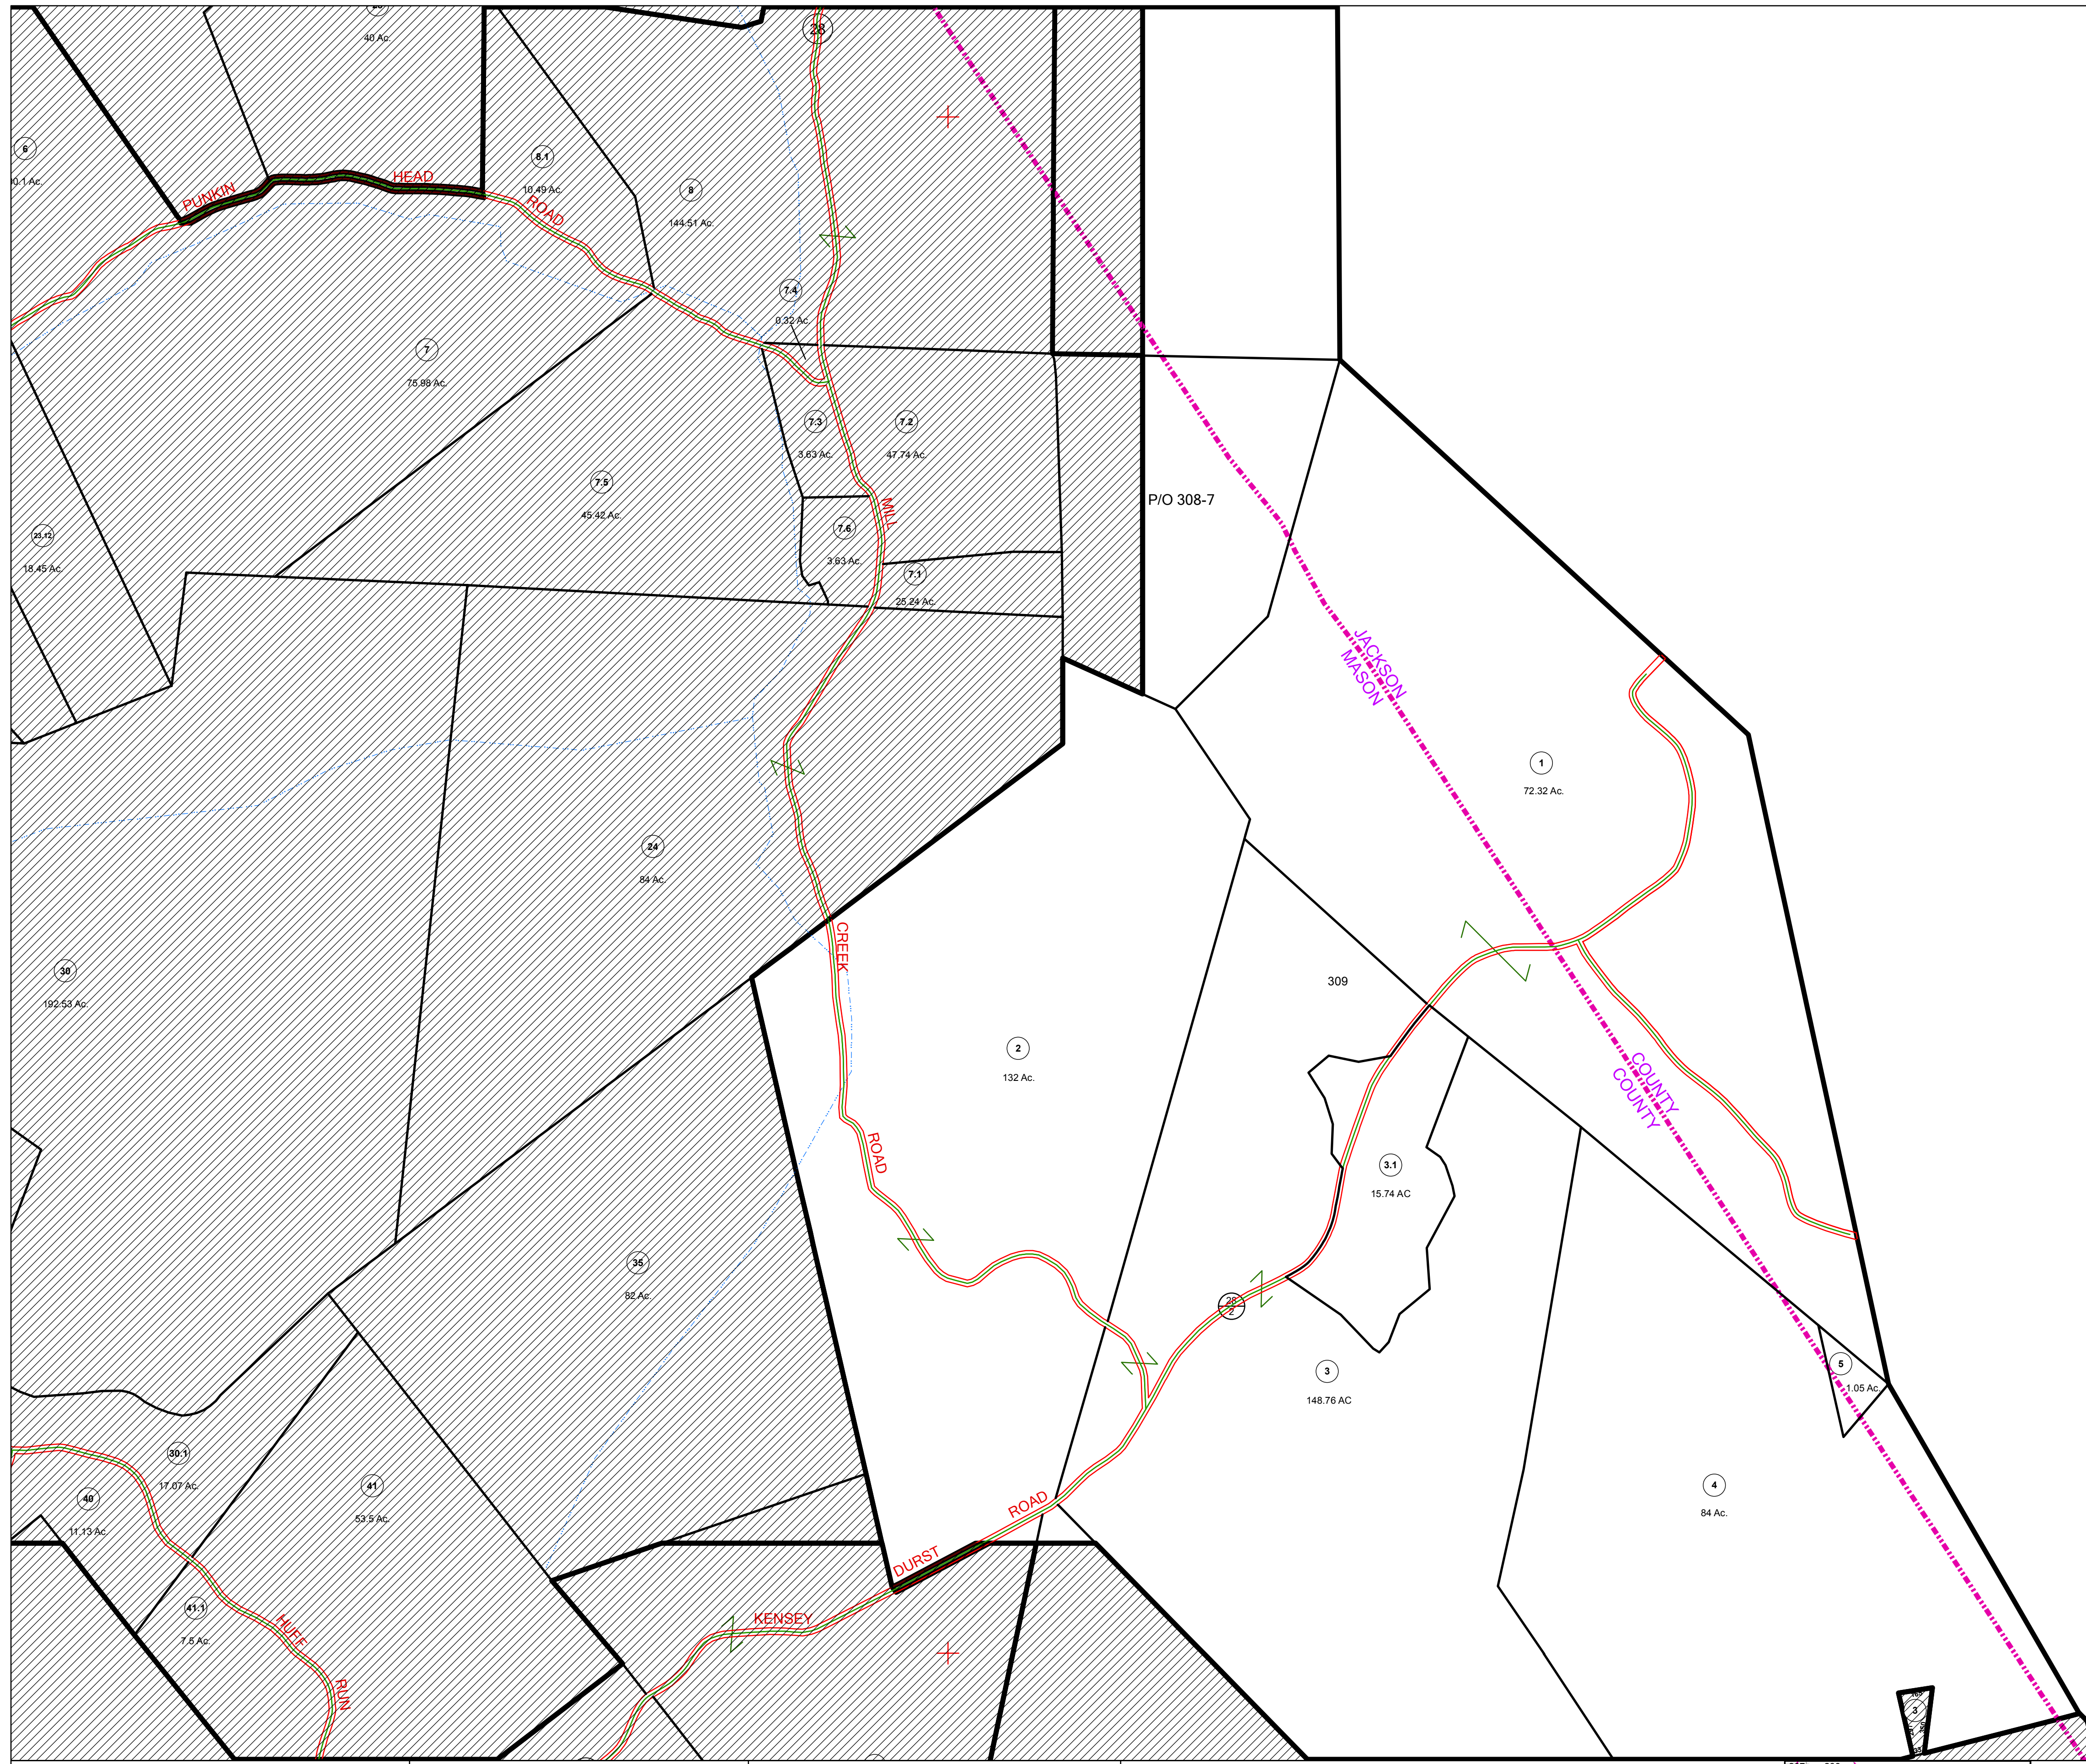 40 Ac.
28
6
8.1
10.49 Ac.
PUNKIN
HEAD
ROAD
8
144.51 Ac.
7.4
0.32 Ac.
7
75.98 Ac.
7.3
3.63 Ac.
7.2
47.74 Ac.
7.5
45.42 Ac.
P/O 308-7
MILL
7.6
3.63 Ac.
23.12
18.45 Ac.
7.1
25.24 Ac.
JACKSON
MASON
1
72.32 Ac.
24
84 Ac.
CREEK
30
192.53 Ac.
309
2
132 Ac.
COUNTY
COUNTY
ROAD
3.1
15.74 AC
35
82 Ac.
28
2
3
148.76 AC
5
1.05 Ac.
30.1
17.07 Ac.
41
53.5 Ac.
40
11.13 Ac.
4
84 Ac.
ROAD
DURST
KENSEY
41.1
7.5 Ac.
HUFF
RUN
3